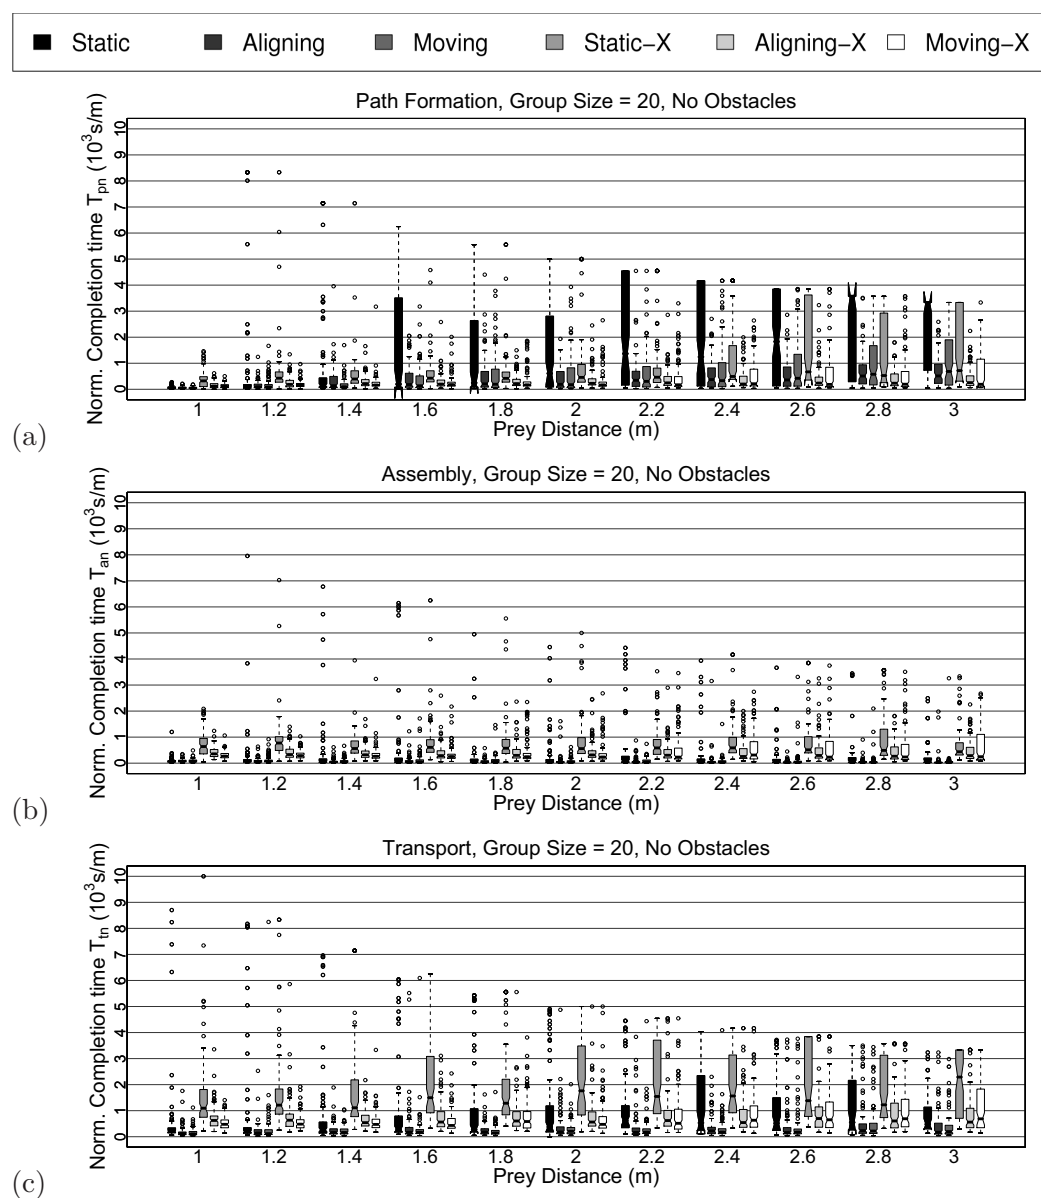 Static Aligning Moving Static−X Aligning−X Moving−X
Path Formation, Group Size = 20, No Obstacles
Norm. Completion time Tpn (10³s/m)
10
9
8
7
6
5
4
3
2
1
0
1 1.2 1.4 1.6 1.8 2 2.2 2.4 2.6 2.8 3
Prey Distance (m)
(a)
Assembly, Group Size = 20, No Obstacles
Norm. Completion time Tan (10³s/m)
10
9
8
7
6
5
4
3
2
1
0
1 1.2 1.4 1.6 1.8 2 2.2 2.4 2.6 2.8 3
Prey Distance (m)
(b)
Transport, Group Size = 20, No Obstacles
Norm. Completion time Ttn (10³s/m)
10
9
8
7
6
5
4
3
2
1
0
1 1.2 1.4 1.6 1.8 2 2.2 2.4 2.6 2.8 3
Prey Distance (m)
(c)